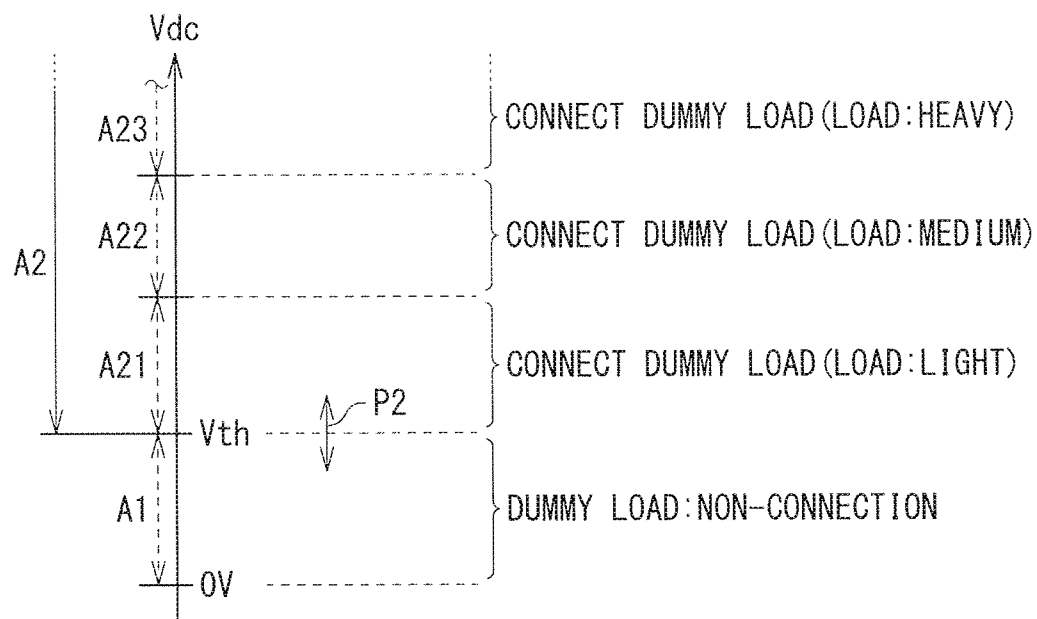 Vdc
A23
CONNECT DUMMY LOAD(LOAD:HEAVY)
A22
CONNECT DUMMY LOAD(LOAD:MEDIUM)
A2
A21
CONNECT DUMMY LOAD(LOAD:LIGHT)
P2
Vth
A1
DUMMY LOAD:NON-CONNECTION
0V